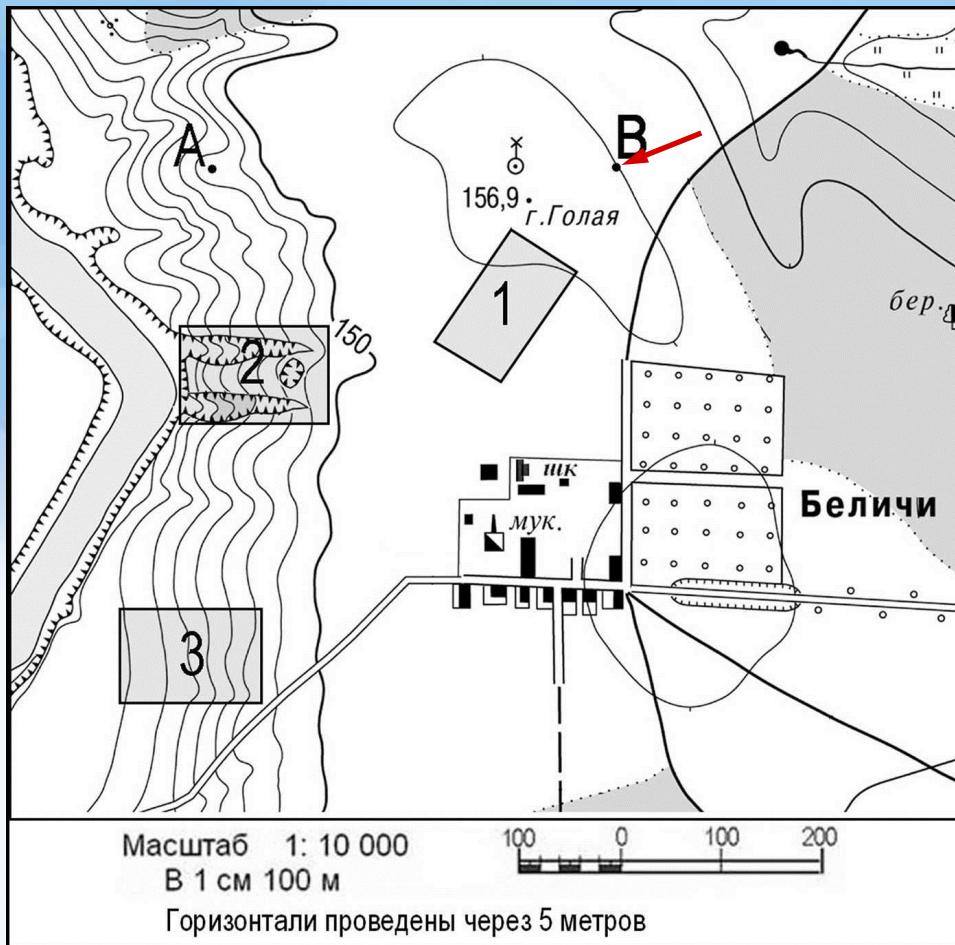 А.
В
156,9
г.Голая
1
бер.
2
150
шк
Беличи
мук.
3
Масштаб 1: 10 000
В 1 см 100 м
100 0 100 200
Горизонтали проведены через 5 метров